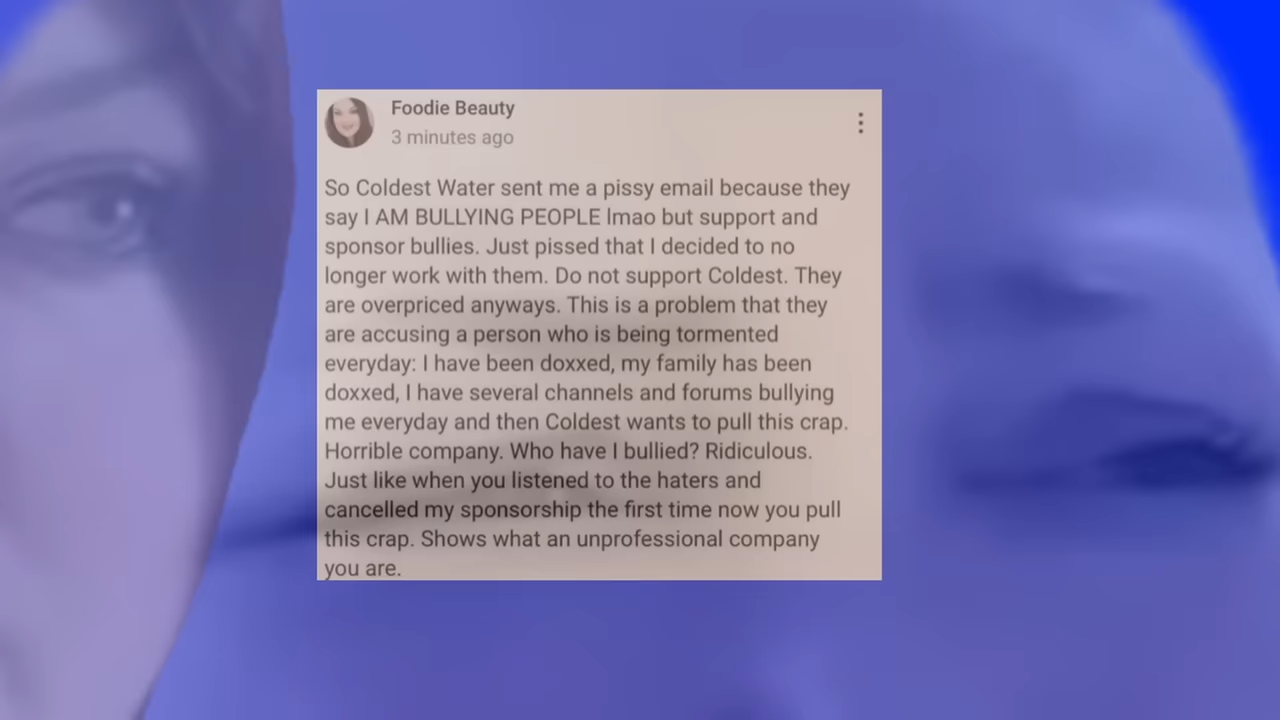 Foodie Beauty
3 minutes ago
So Coldest Water sent me a pissy email because they
say I AM BULLYING PEOPLE lmao but support and
sponsor bullies. Just pissed that I decided to no
longer work with them. Do not support Coldest. They
are overpriced anyways. This is a problem that they
are accusing a person who is being tormented
everyday: I have been doxxed, my family has been
doxxed, I have several channels and forums bullying
me everyday and then Coldest wants to pull this crap.
Horrible company. Who have I bullied? Ridiculous.
Just like when you listened to the haters and
cancelled my sponsorship the first time now you pull
this crap. Shows what an unprofessional company
you are.